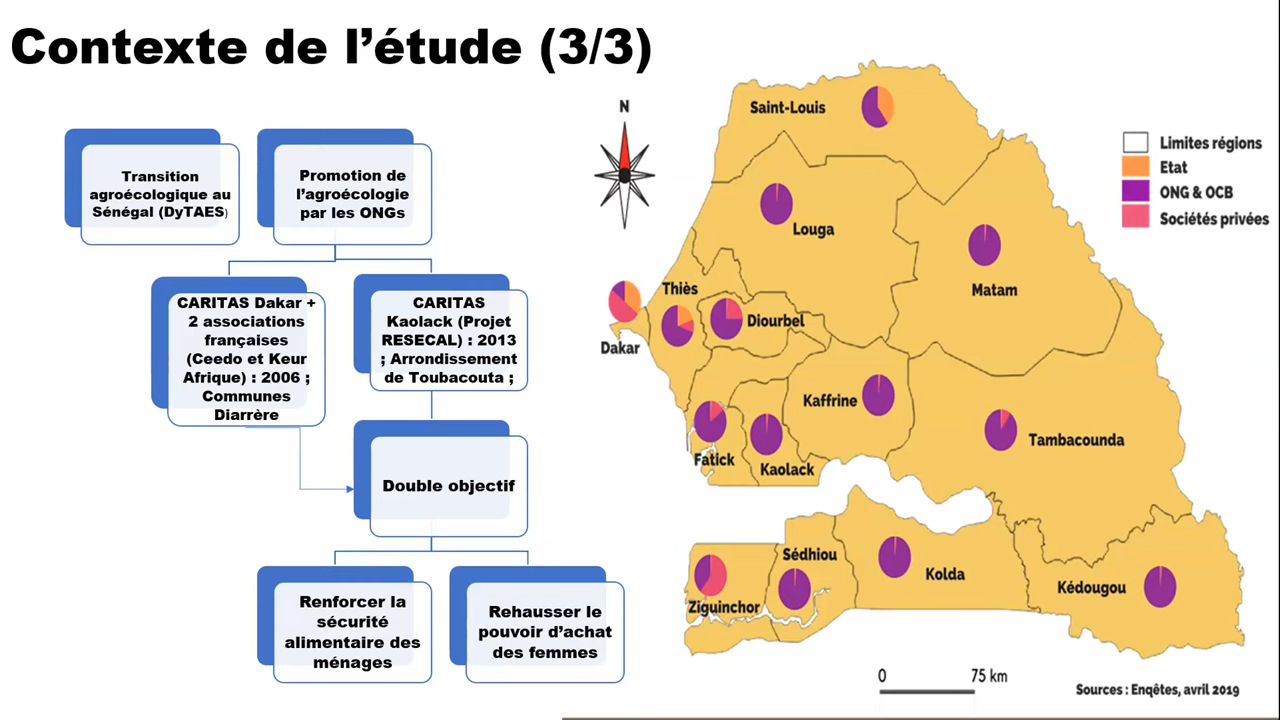 Contexte de l’étude (3/3)
Transition
agroécologique au
Sénégal (DyTAES)
Promotion de
l’agroécologie
par les ONGs
CARITAS Dakar +
2 associations
françaises
(Ceedo et Keur
Afrique) : 2006 ;
Communes
Diarrère
CARITAS
Kaolack (Projet
RESECAL) : 2013
; Arrondissement
de Toubacouta ;
Double objectif
Renforcer la
sécurité
alimentaire des
ménages
Rehausser le
pouvoir d’achat
des femmes
N
Saint-Louis
Louga
Matam
Thiès
Diourbel
Dakar
Kaffrine
Tambacounda
Fatick
Kaolack
Sédhiou
Kolda
Kédougou
Ziguinchor
Limites régions
Etat
ONG & OCB
Sociétés privées
0 75 km
Sources : Enqêtes, avril 2019